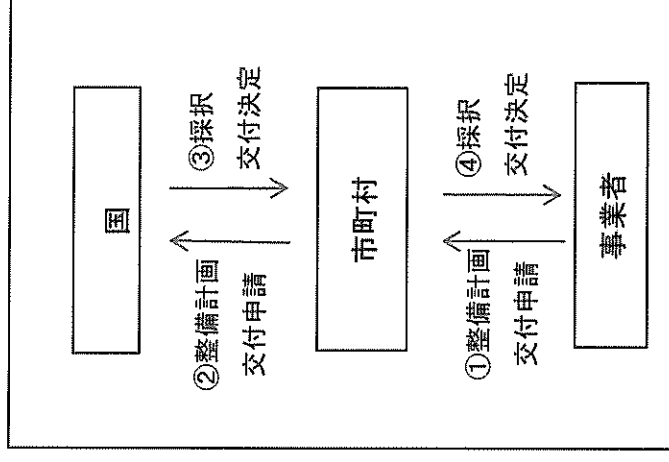 国
②整備計画
交付申請
③採択
交付決定
市町村
①整備計画
交付申請
④採択
交付決定
事業者